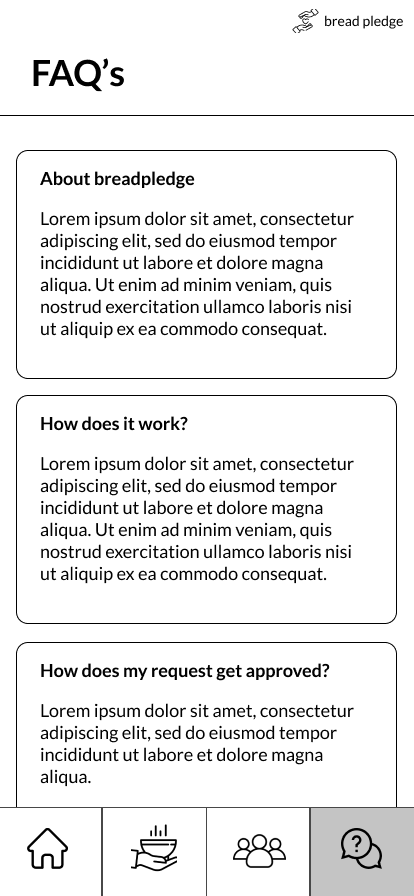 bread pledge
FAQ’s
About breadpledge
Lorem ipsum dolor sit amet, consectetur
adipiscing elit, sed do eiusmod tempor
incididunt ut labore et dolore magna
aliqua. Ut enim ad minim veniam, quis
nostrud exercitation ullamco laboris nisi
ut aliquip ex ea commodo consequat.
How does it work?
Lorem ipsum dolor sit amet, consectetur
adipiscing elit, sed do eiusmod tempor
incididunt ut labore et dolore magna
aliqua. Ut enim ad minim veniam, quis
nostrud exercitation ullamco laboris nisi
ut aliquip ex ea commodo consequat.
How does my request get approved?
Lorem ipsum dolor sit amet, consectetur
adipiscing elit, sed do eiusmod tempor
incididunt ut labore et dolore magna
aliqua.
?